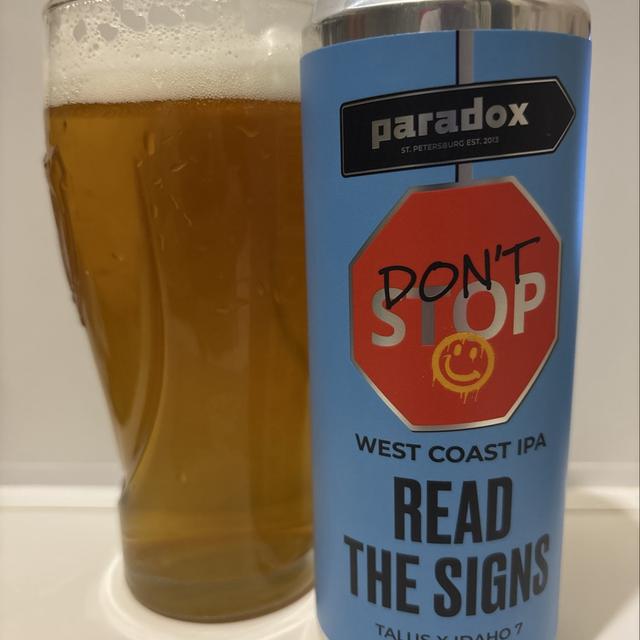 paradox
ST. PETERSBURG EST. 2013
DON'T
STOP
WEST COAST IPA
READ
THE SIGNS
TALUS X IDAHO 7